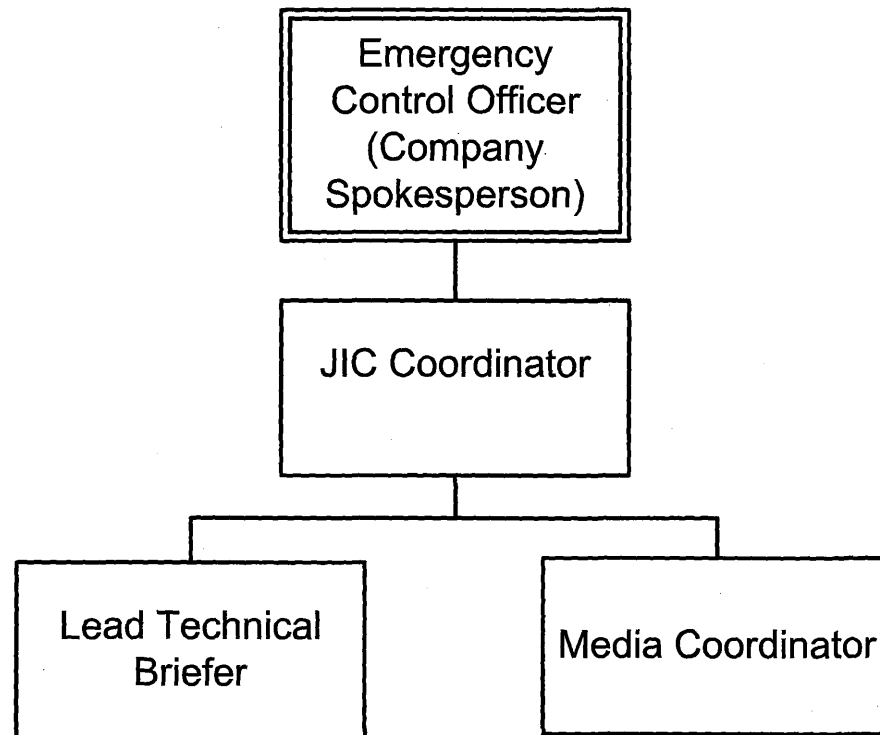 Emergency
Control Officer
(Company
Spokesperson)
JIC Coordinator
Lead Technical
Briefer
Media Coordinator